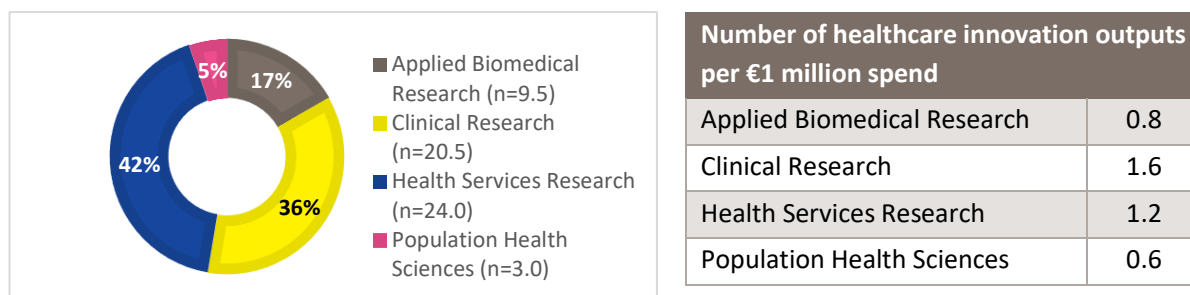 5%
17%
42%
36%
Applied Biomedical
Research (n=9.5)
Clinical Research
(n=20.5)
Health Services Research
(n=24.0)
Population Health
Sciences (n=3.0)
Number of healthcare innovation outputs
per €1 million spend
Applied Biomedical Research 0.8
Clinical Research 1.6
Health Services Research 1.2
Population Health Sciences 0.6